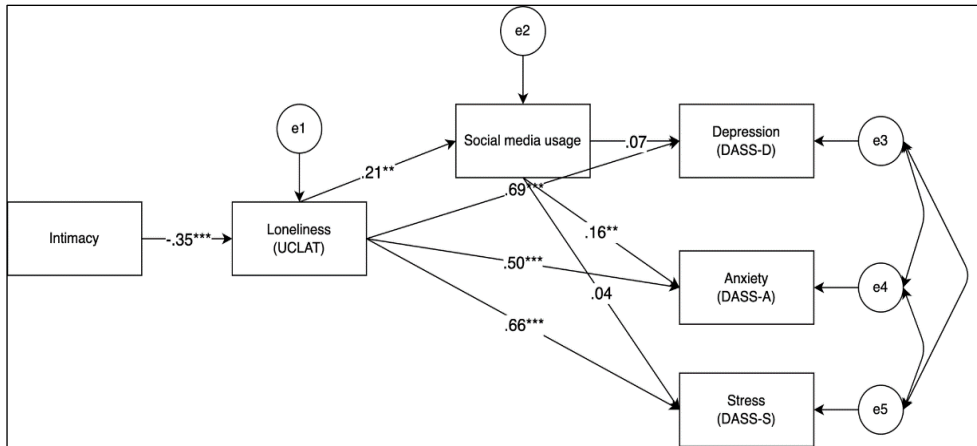 e2
e1
Social media usage
.07
Depression
(DASS-D)
e3
.21**
.69***
Intimacy
-.35***
Loneliness
(UCLAT)
.16**
.50***
.04
Anxiety
(DASS-A)
e4
.66***
Stress
(DASS-S)
e5